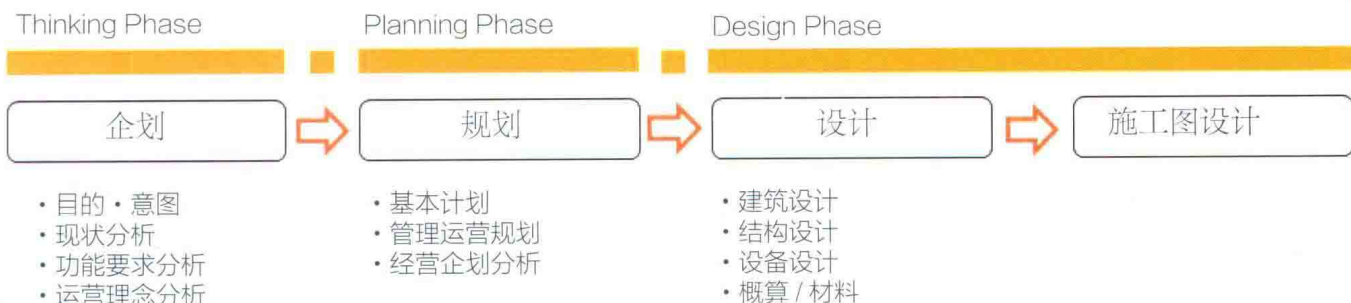 Thinking Phase
Planning Phase
Design Phase
企划
规划
设计
施工图设计
・目的・意图
・现状分析
・功能要求分析
・运营理念分析
・基本计划
・管理运营规划
・经营企划分析
・建筑设计
・结构设计
・设备设计
・概算 / 材料